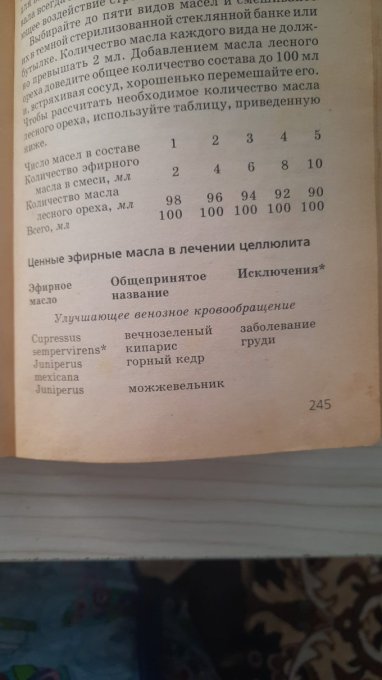 кала всегда
ющее воздействие
Выбирайте до пяти видов масел и смешивайте
их в темной стерилизованной стеклянной банке или
бутылке. Количество масла каждого вида не долж-
но превышать 2 мл. Добавлением масла лесного
ореха доведите общее количество состава до 100 мл
и, встряхивая сосуд, хорошенько перемешайте его.
Чтобы рассчитать необходимое количество масла
лесного ореха, используйте таблицу, приведенную
ниже.
Число масел в составе 1 2 3 4 5
Количество эфирного
масла в смеси, мл 2 4 6 8 10
Количество масла
лесного ореха, мл 98 96 94 92 90
Всего, мл 100 100 100 100 100
Ценные эфирные масла в лечении целлюлита
Эфирное Общепринятое Исключения*
масло название
Улучшающее венозное кровообращение
Cupressus вечнозеленый заболевание
sempervirens* кипарис груди
Juniperus горный кедр
mexicana
Juniperus можжевельник
245